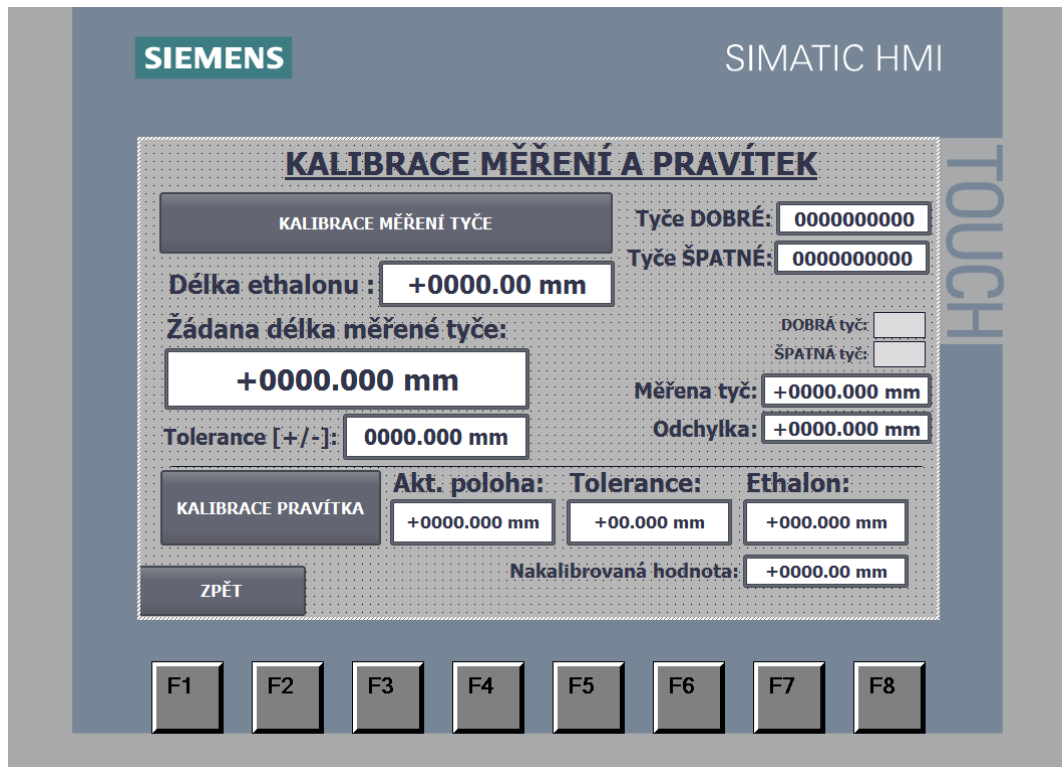 SIEMENS
SIMATIC HMI
TOUCH
KALIBRACE MĚŘENÍ A PRAVÍTEK
KALIBRACE MĚŘENÍ TYČE
Tyče DOBRÉ: 0000000000
Tyče ŠPATNÉ: 0000000000
Délka ethalonu : +0000.00 mm
Žádana délka měřené tyče:
+0000.000 mm
DOBRÁ tyč:
ŠPATNÁ tyč:
Měřena tyč: +0000.000 mm
Tolerance [+/-]: 0000.000 mm
Odchylka: +0000.000 mm
KALIBRACE PRAVÍTKA
Akt. poloha: Tolerance: Ethalon:
+0000.000 mm +00.000 mm +000.000 mm
Nakalibrovaná hodnota: +0000.00 mm
ZPĚT
F1 F2 F3 F4 F5 F6 F7 F8